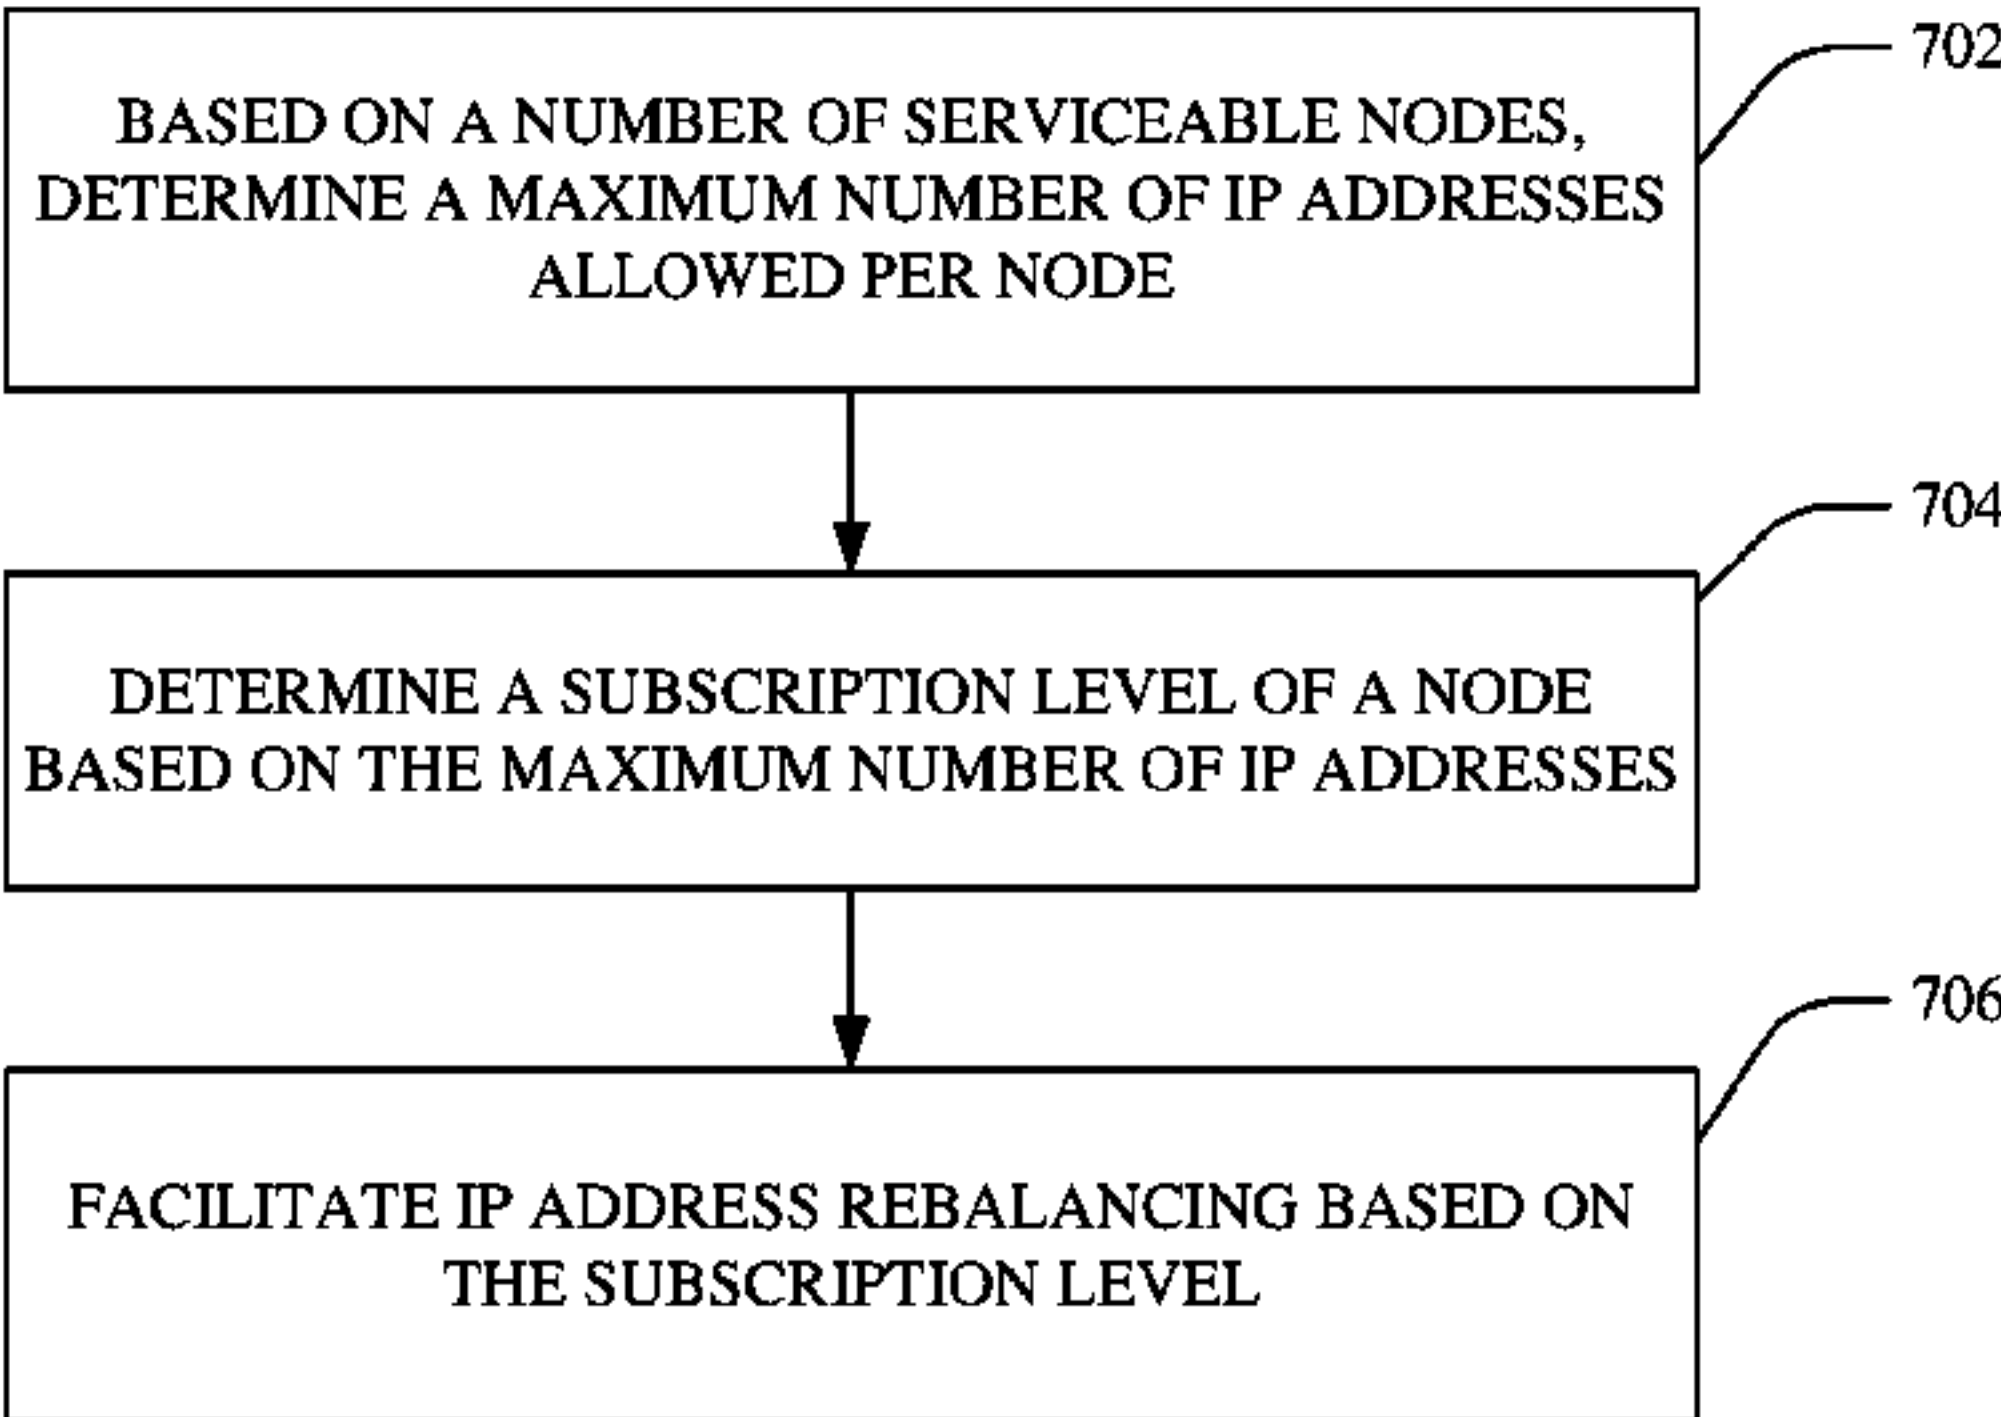 BASED ON A NUMBER OF SERVICEABLE NODES,
DETERMINE A MAXIMUM NUMBER OF IP ADDRESSES
ALLOWED PER NODE
702
DETERMINE A SUBSCRIPTION LEVEL OF A NODE
BASED ON THE MAXIMUM NUMBER OF IP ADDRESSES
704
FACILITATE IP ADDRESS REBALANCING BASED ON
THE SUBSCRIPTION LEVEL
706